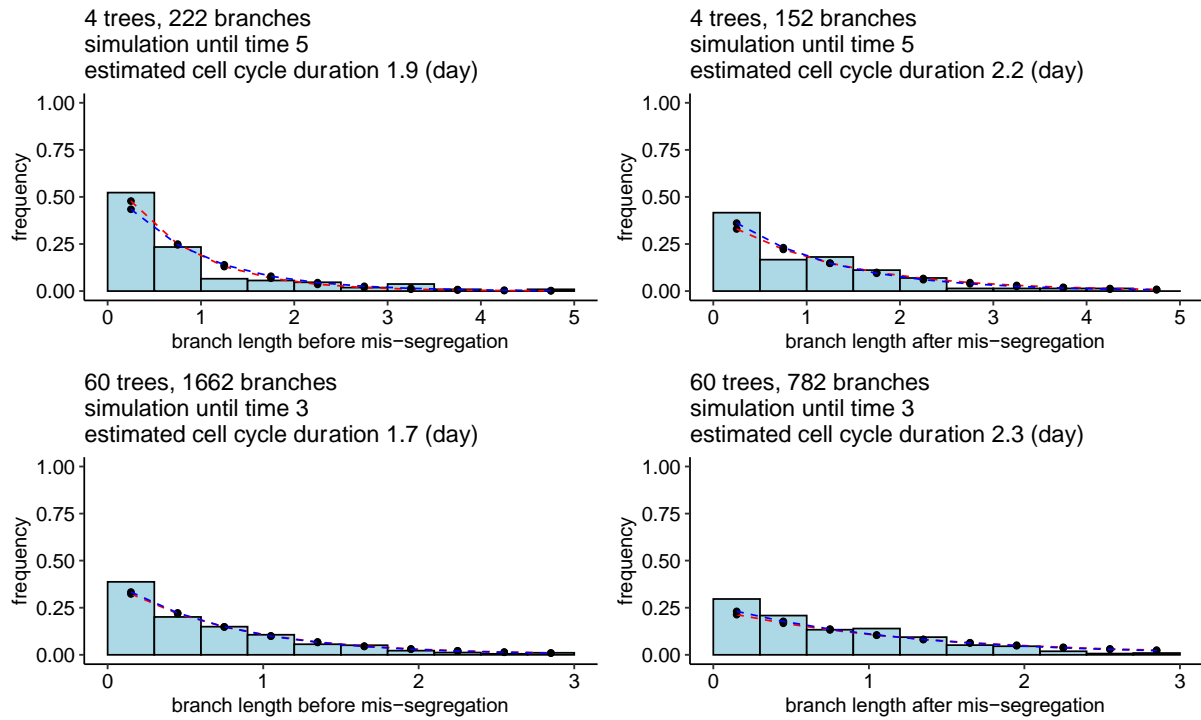 4 trees, 222 branches
simulation until time 5
estimated cell cycle duration 1.9 (day)
1.00
0.75
0.50
0.25
0.00
frequency
0 1 2 3 4 5
branch length before mis−segregation
4 trees, 152 branches
simulation until time 5
estimated cell cycle duration 2.2 (day)
1.00
0.75
0.50
0.25
0.00
frequency
0 1 2 3 4 5
branch length after mis−segregation
60 trees, 1662 branches
simulation until time 3
estimated cell cycle duration 1.7 (day)
1.00
0.75
0.50
0.25
0.00
frequency
0 1 2 3
branch length before mis−segregation
60 trees, 782 branches
simulation until time 3
estimated cell cycle duration 2.3 (day)
1.00
0.75
0.50
0.25
0.00
frequency
0 1 2 3
branch length after mis−segregation